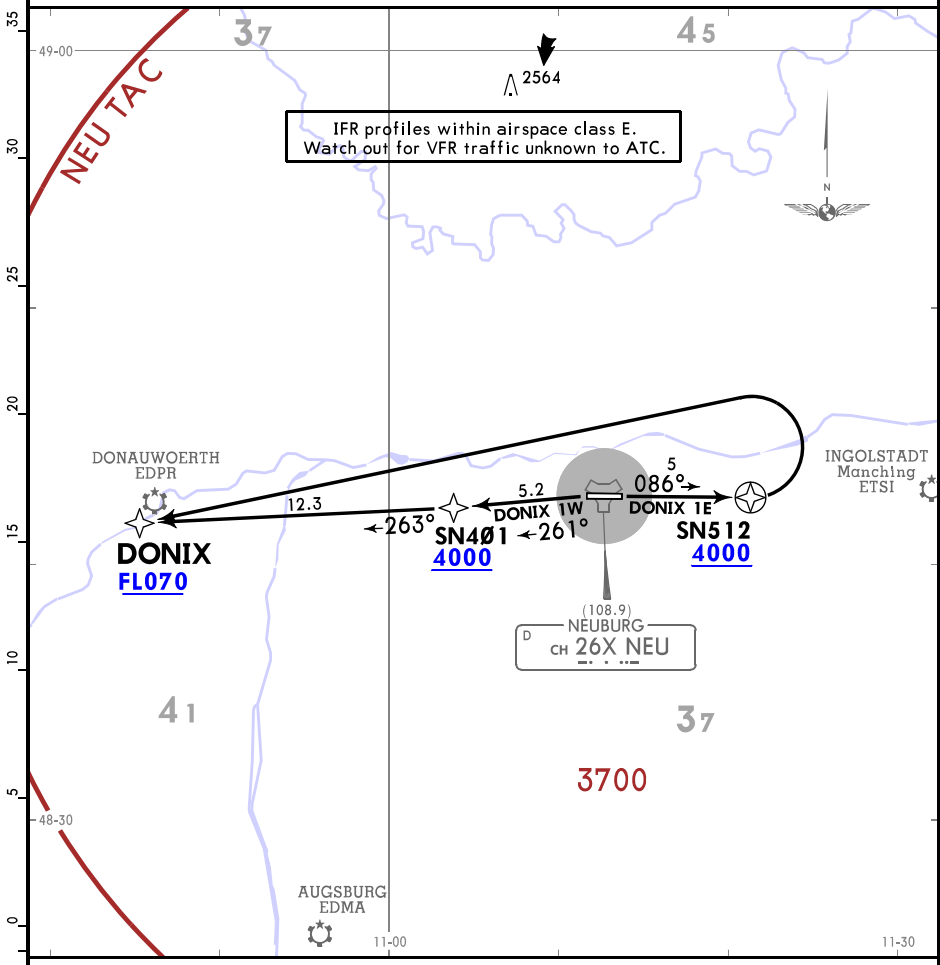 35
37
45
49-00
2564
NEU TAC
IFR profiles within airspace class E.
Watch out for VFR traffic unknown to ATC.
30
N
25
20
DONAUWOERTH
EDPR
INGOLSTADT
Manching
ETSI
5
086°
5.2
12.3
DONIX 1W
DONIX 1E
263°
SN4Ø1
261°
SN512
4000
4000
15
DONIX
FL070
(108.9)
NEUBURG
D
CH 26X NEU
10
41
37
3700
5
48-30
AUGSBURG
EDMA
0
11-00
11-30